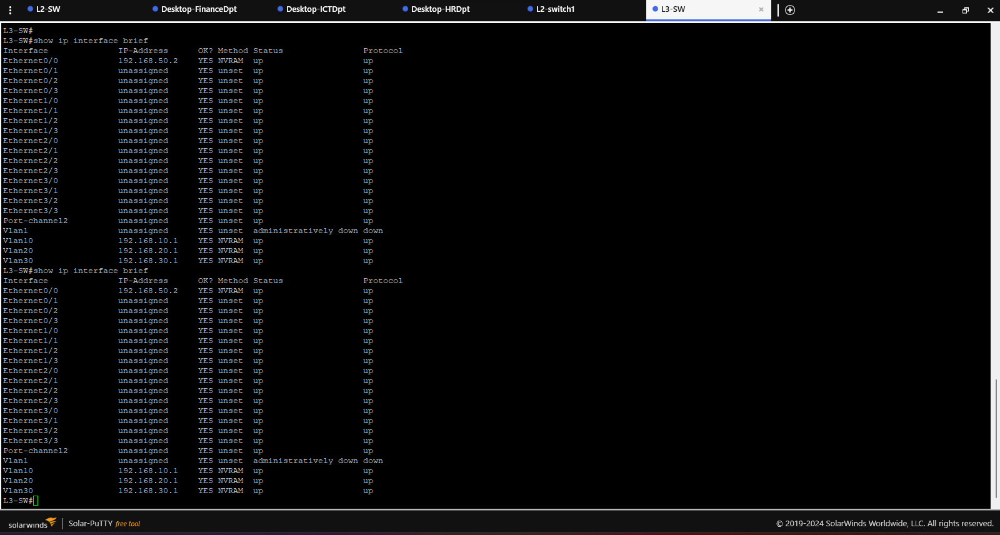 L2-SW Desktop-FinanceDpt Desktop-ICTDpt Desktop-HRDpt L2-switch1 L3-SW
L3-SW#
L3-SW#show ip interface brief
Interface IP-Address OK? Method Status Protocol
Ethernet0/0 192.168.50.2 YES NVRAM up up
Ethernet0/1 unassigned YES unset up up
Ethernet0/2 unassigned YES unset up up
Ethernet0/3 unassigned YES unset up up
Ethernet1/0 unassigned YES unset up up
Ethernet1/1 unassigned YES unset up up
Ethernet1/2 unassigned YES unset up up
Ethernet1/3 unassigned YES unset up up
Ethernet2/0 unassigned YES unset up up
Ethernet2/1 unassigned YES unset up up
Ethernet2/2 unassigned YES unset up up
Ethernet2/3 unassigned YES unset up up
Ethernet3/0 unassigned YES unset up up
Ethernet3/1 unassigned YES unset up up
Ethernet3/2 unassigned YES unset up up
Ethernet3/3 unassigned YES unset up up
Port-channel2 unassigned YES unset up up
Vlan1 unassigned YES unset administratively down down
Vlan10 192.168.10.1 YES NVRAM up up
Vlan20 192.168.20.1 YES NVRAM up up
Vlan30 192.168.30.1 YES NVRAM up up
L3-SW#show ip interface brief
Interface IP-Address OK? Method Status Protocol
Ethernet0/0 192.168.50.2 YES NVRAM up up
Ethernet0/1 unassigned YES unset up up
Ethernet0/2 unassigned YES unset up up
Ethernet0/3 unassigned YES unset up up
Ethernet1/0 unassigned YES unset up up
Ethernet1/1 unassigned YES unset up up
Ethernet1/2 unassigned YES unset up up
Ethernet1/3 unassigned YES unset up up
Ethernet2/0 unassigned YES unset up up
Ethernet2/1 unassigned YES unset up up
Ethernet2/2 unassigned YES unset up up
Ethernet2/3 unassigned YES unset up up
Ethernet3/0 unassigned YES unset up up
Ethernet3/1 unassigned YES unset up up
Ethernet3/2 unassigned YES unset up up
Ethernet3/3 unassigned YES unset up up
Port-channel2 unassigned YES unset up up
Vlan1 unassigned YES unset administratively down down
Vlan10 192.168.10.1 YES NVRAM up up
Vlan20 192.168.20.1 YES NVRAM up up
Vlan30 192.168.30.1 YES NVRAM up up
L3-SW#
solarwinds Solar-PuTTY free tool © 2019-2024 SolarWinds Worldwide, LLC. All rights reserved.